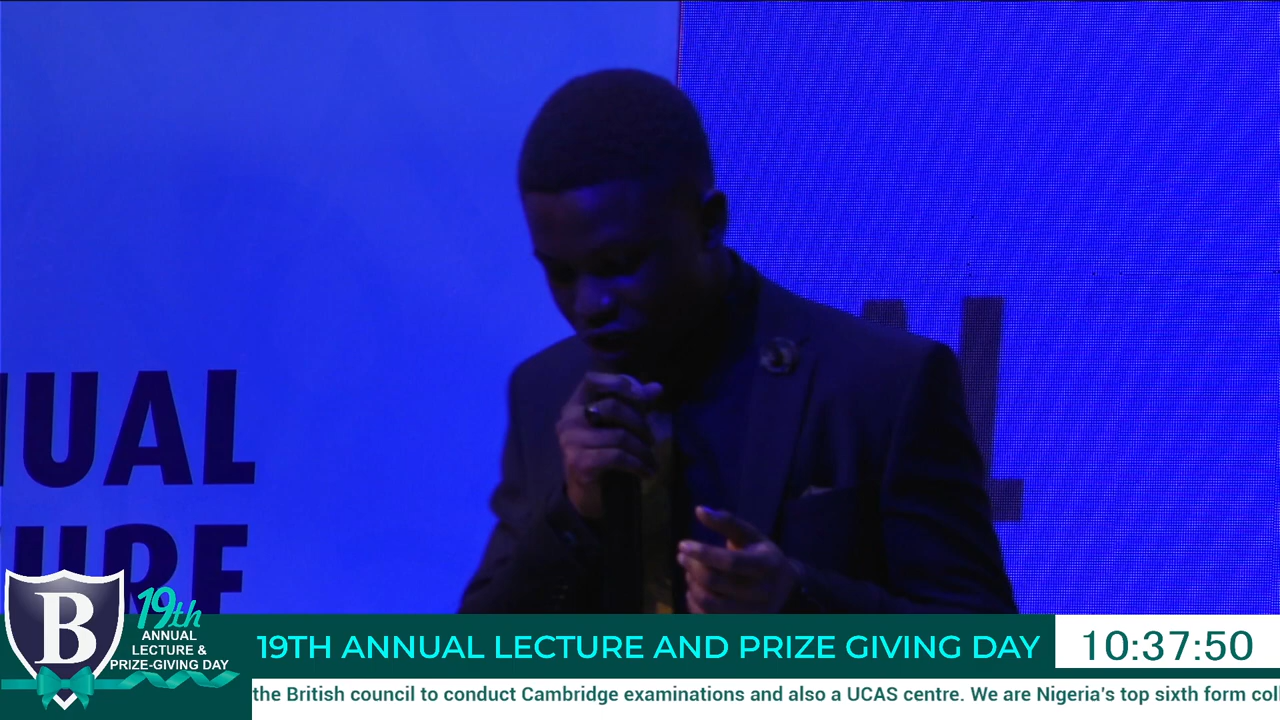 NUAL
URE
B
19th
ANNUAL
LECTURE &
PRIZE-GIVING DAY
19TH ANNUAL LECTURE AND PRIZE GIVING DAY
10:37:50
the British council to conduct Cambridge examinations and also a UCAS centre. We are Nigeria's top sixth form coll